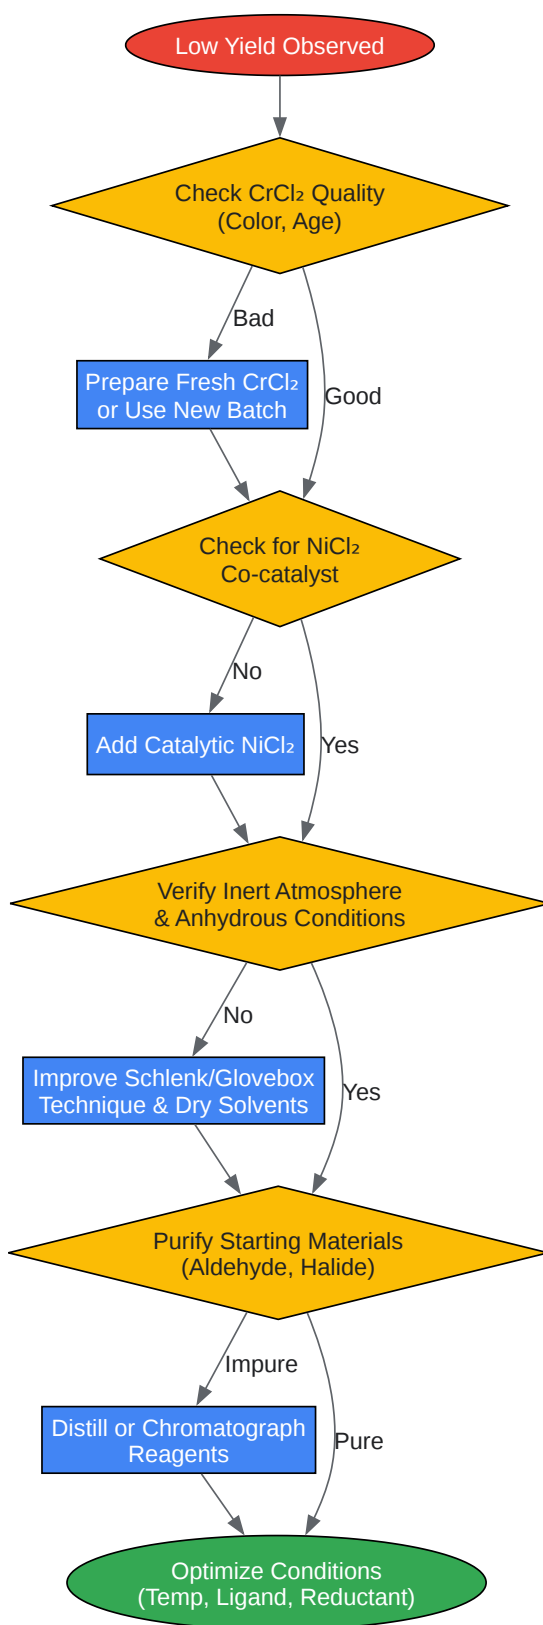 Low Yield Observed
Check CrCl₂ Quality
(Color, Age)
Bad
Prepare Fresh CrCl₂
or Use New Batch
Good
Check for NiCl₂
Co-catalyst
No
Add Catalytic NiCl₂
Yes
Verify Inert Atmosphere
& Anhydrous Conditions
No
Improve Schlenk/Glovebox
Technique & Dry Solvents
Yes
Purify Starting Materials
(Aldehyde, Halide)
Impure
Distill or Chromatograph
Reagents
Pure
Optimize Conditions
(Temp, Ligand, Reductant)